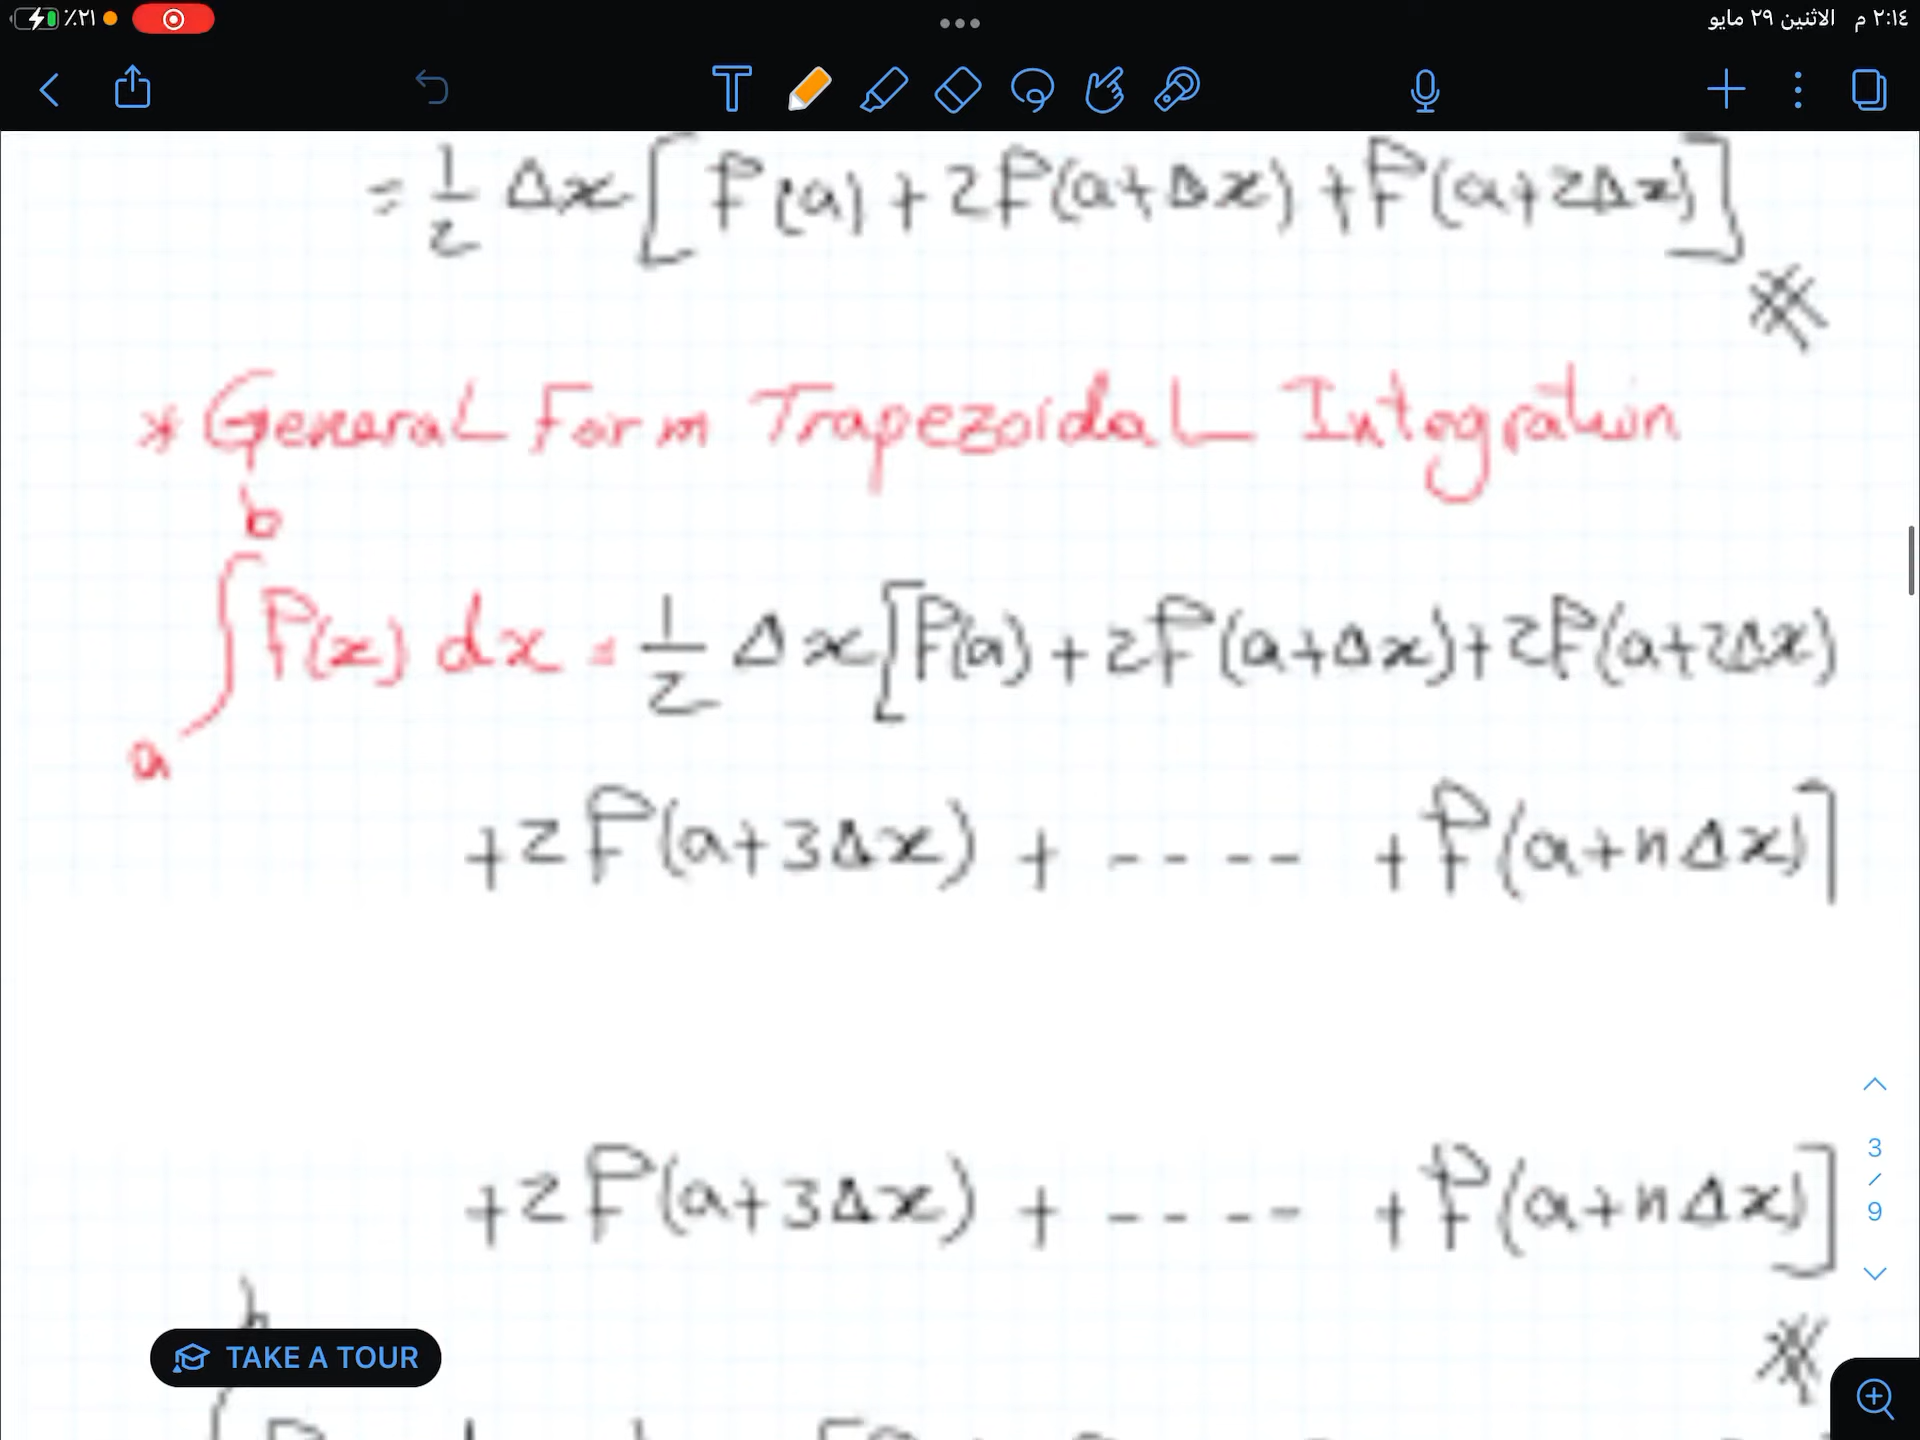 ٪٢١
٢:١٤ م الاثنين ٢٩ مايو
= 1/2 Δx [ F(a) + 2F(a+Δx) + F(a+2Δx) ]
* General Form Trapezoidal Integration
∫_a^b F(x) dx = 1/2 Δx [ F(a) + 2F(a+Δx) + 2F(a+2Δx)
+2F(a+3Δx) + ---- + F(a+nΔx) ]
+2F(a+3Δx) + ---- + F(a+nΔx) ]
3
/
9
b
TAKE A TOUR